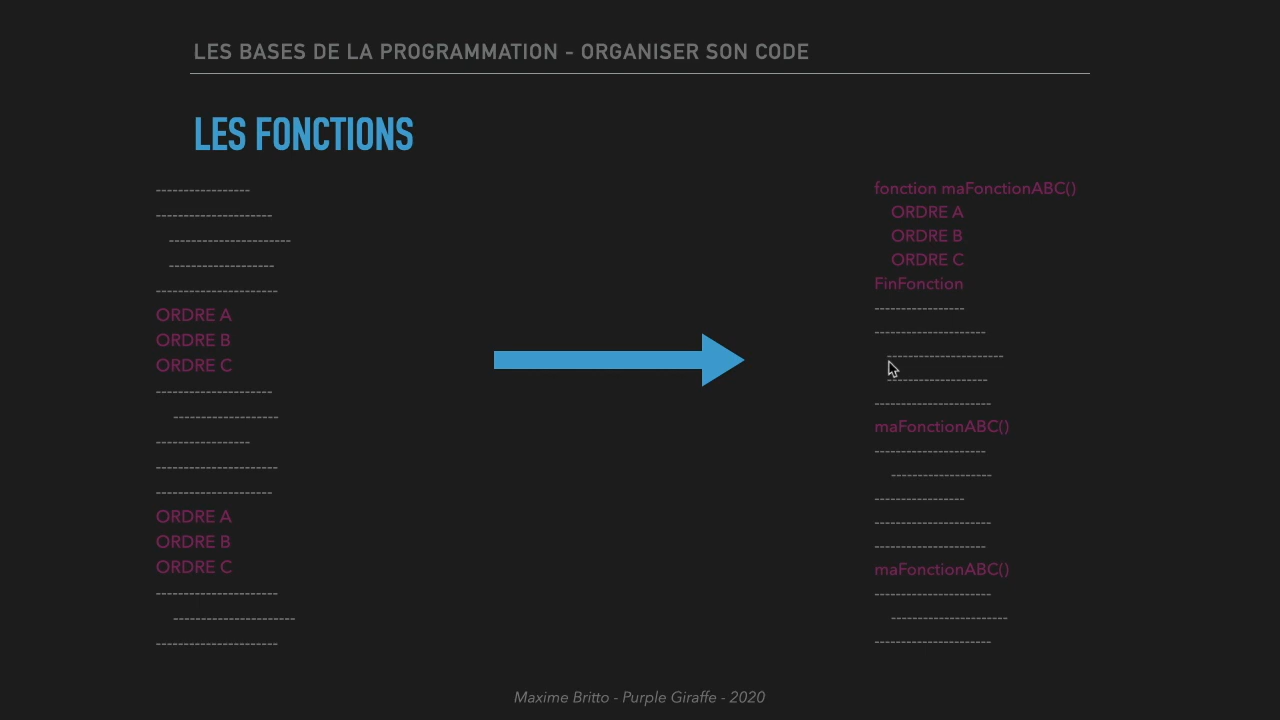 LES BASES DE LA PROGRAMMATION - ORGANISER SON CODE
LES FONCTIONS
-----------------
---------------------
----------------------
-------------------
----------------------
ORDRE A
ORDRE B
ORDRE C
---------------------
-------------------
-----------------
----------------------
---------------------
ORDRE A
ORDRE B
ORDRE C
----------------------
----------------------
----------------------
fonction maFonctionABC()
ORDRE A
ORDRE B
ORDRE C
FinFonction
-----------------
---------------------
----------------------
-------------------
----------------------
maFonctionABC()
---------------------
-------------------
-----------------
----------------------
---------------------
maFonctionABC()
----------------------
----------------------
----------------------
Maxime Britto - Purple Giraffe - 2020